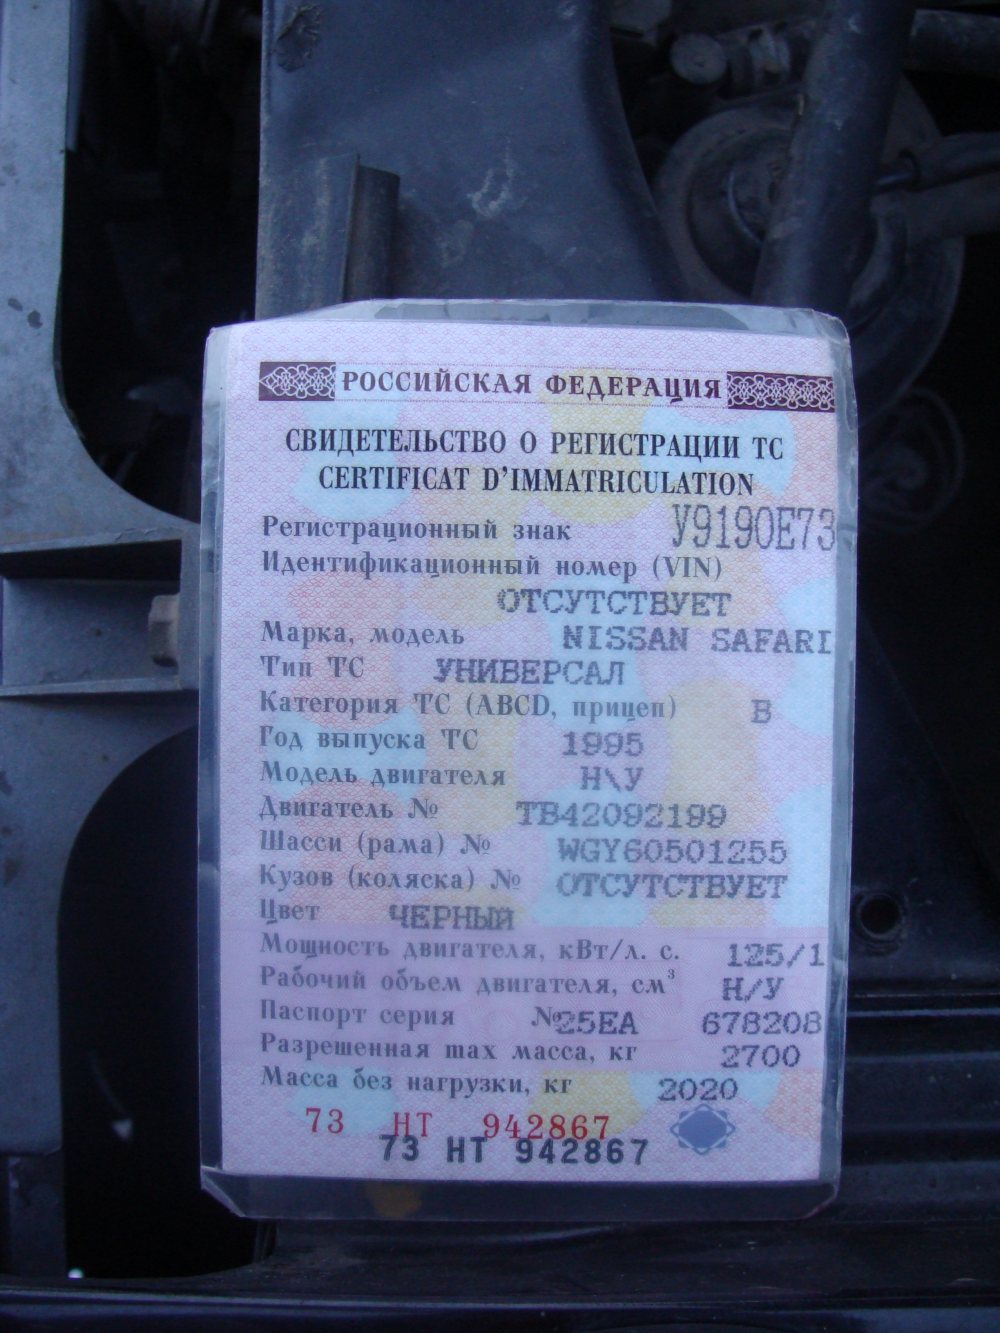 РОССИЙСКАЯ ФЕДЕРАЦИЯ
СВИДЕТЕЛЬСТВО О РЕГИСТРАЦИИ ТС
CERTIFICAT D'IMMATRICULATION
Регистрационный знак У919ОЕ73
Идентификационный номер (VIN)
ОТСУТСТВУЕТ
Марка, модель NISSAN SAFARI
Тип ТС УНИВЕРСАЛ
Категория ТС (ABCD, прицеп) B
Год выпуска ТС 1995
Модель двигателя Н\У
Двигатель № TB42092199
Шасси (рама) № WGY60501255
Кузов (коляска) № ОТСУТСТВУЕТ
Цвет ЧЕРНЫЙ
Мощность двигателя, кВт/л. с. 125/1
Рабочий объем двигателя, см³ Н/У
Паспорт серия № 25ЕА 678208
Разрешенная max масса, кг 2700
Масса без нагрузки, кг 2020
73 НТ 942867
73 НТ 942867